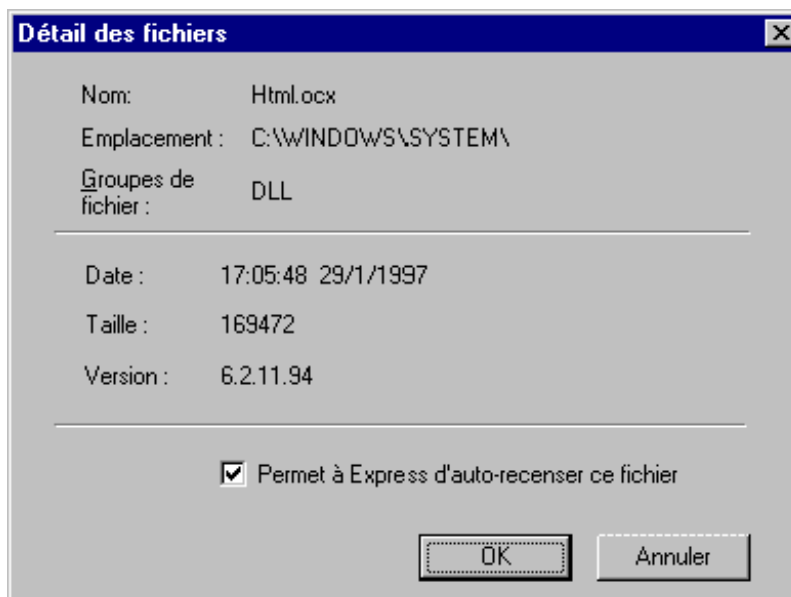 Détail des fichiers
Nom: Html.ocx
Emplacement : C:\WINDOWS\SYSTEM\
Groupes de fichier : DLL
Date : 17:05:48 29/1/1997
Taille : 169472
Version : 6.2.11.94
Permet à Express d'auto-recenser ce fichier
OK Annuler